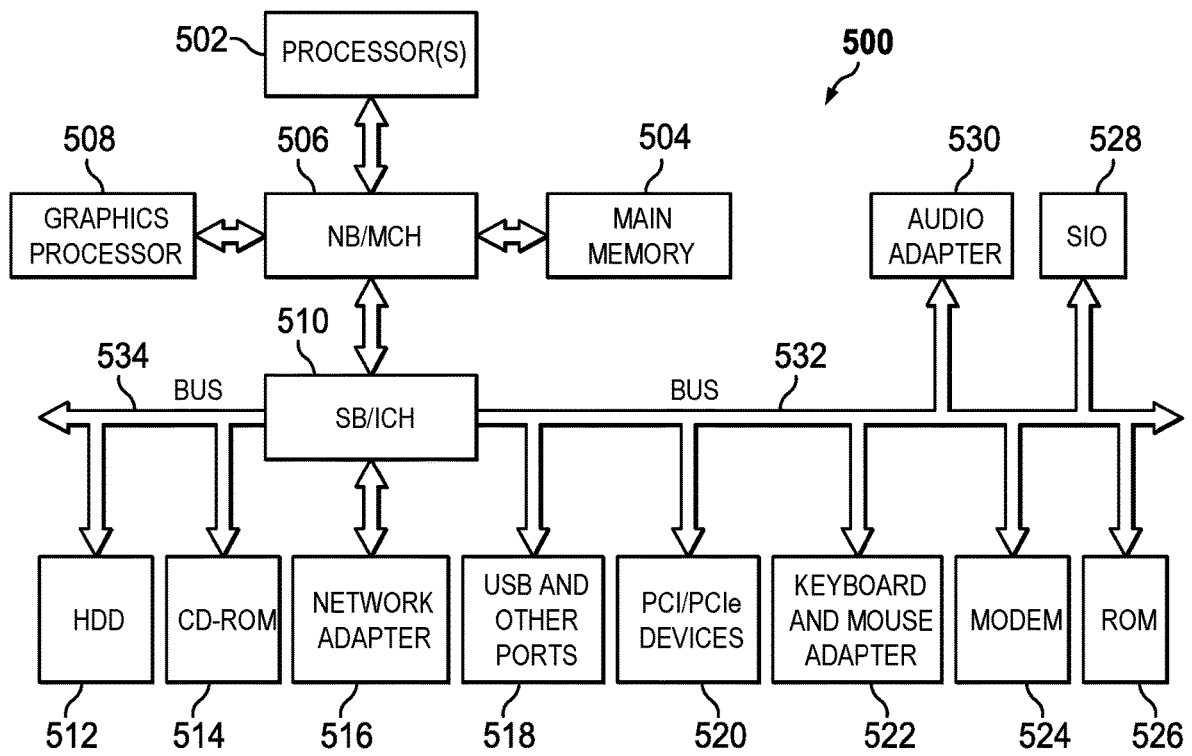 502
PROCESSOR(S)
500
508
506
504
530
528
GRAPHICS
PROCESSOR
NB/MCH
MAIN
MEMORY
AUDIO
ADAPTER
SIO
510
534
BUS
SB/ICH
BUS
532
HDD
CD-ROM
NETWORK
ADAPTER
USB AND
OTHER
PORTS
PCI/PCIe
DEVICES
KEYBOARD
AND MOUSE
ADAPTER
MODEM
ROM
512
514
516
518
520
522
524
526